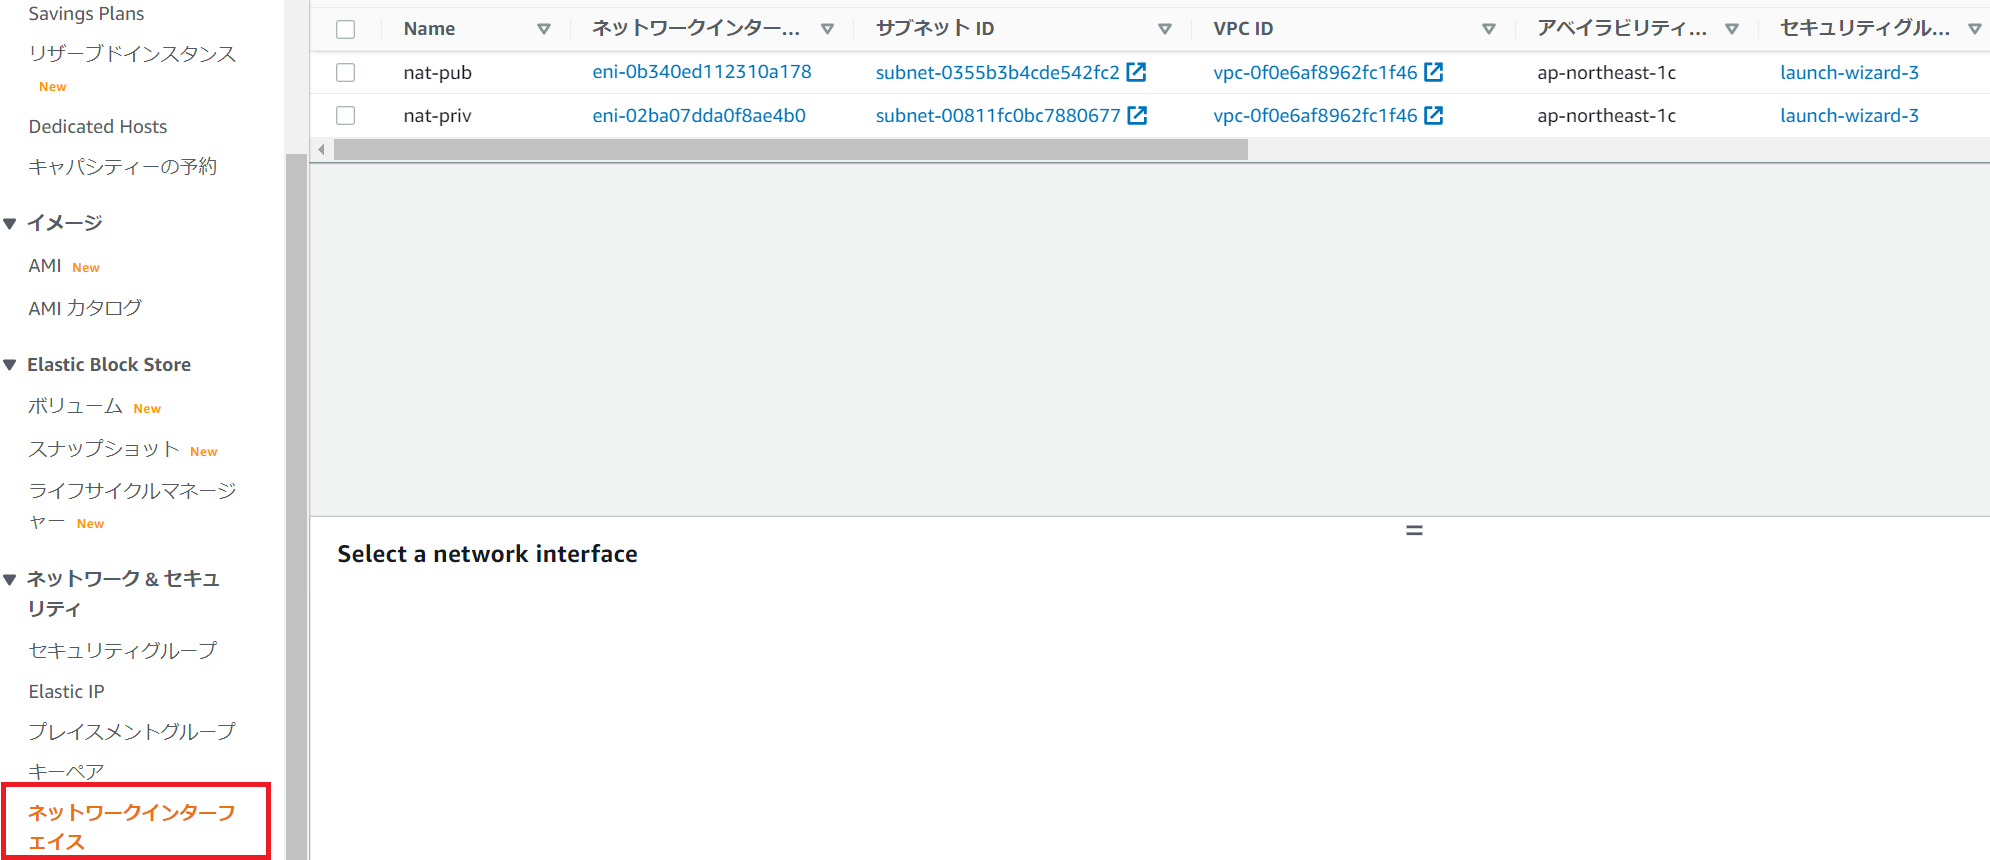 Savings Plans
リザーブドインスタンス
New
Dedicated Hosts
キャパシティーの予約
イメージ
AMI New
AMI カタログ
Elastic Block Store
ボリューム New
スナップショット New
ライフサイクルマネージ
ャー New
ネットワーク & セキュ
リティ
セキュリティグループ
Elastic IP
プレイスメントグループ
キーペア
ネットワークインターフ
ェイス
Name ネットワークインター... サブネット ID VPC ID アベイラビリティ... セキュリティグル...
nat-pub eni-0b340ed112310a178 subnet-0355b3b4cde542fc2 vpc-0f0e6af8962fc1f46 ap-northeast-1c launch-wizard-3
nat-priv eni-02ba07dda0f8ae4b0 subnet-00811fc0bc7880677 vpc-0f0e6af8962fc1f46 ap-northeast-1c launch-wizard-3
Select a network interface